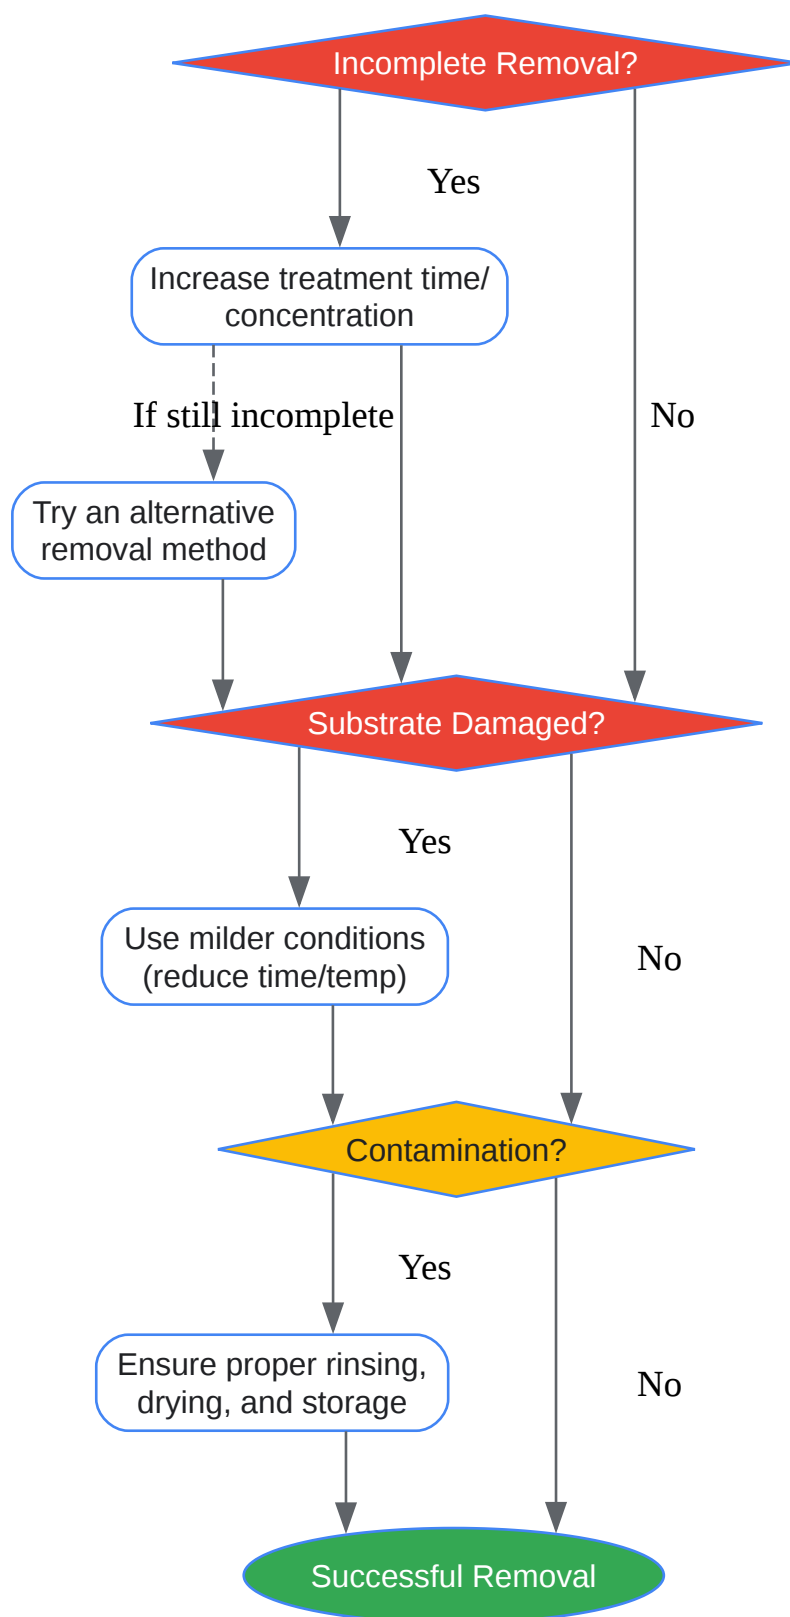 Incomplete Removal?
Yes
Increase treatment time/
concentration
If still incomplete
No
Try an alternative
removal method
Substrate Damaged?
Yes
Use milder conditions
(reduce time/temp)
No
Contamination?
Yes
Ensure proper rinsing,
drying, and storage
No
Successful Removal